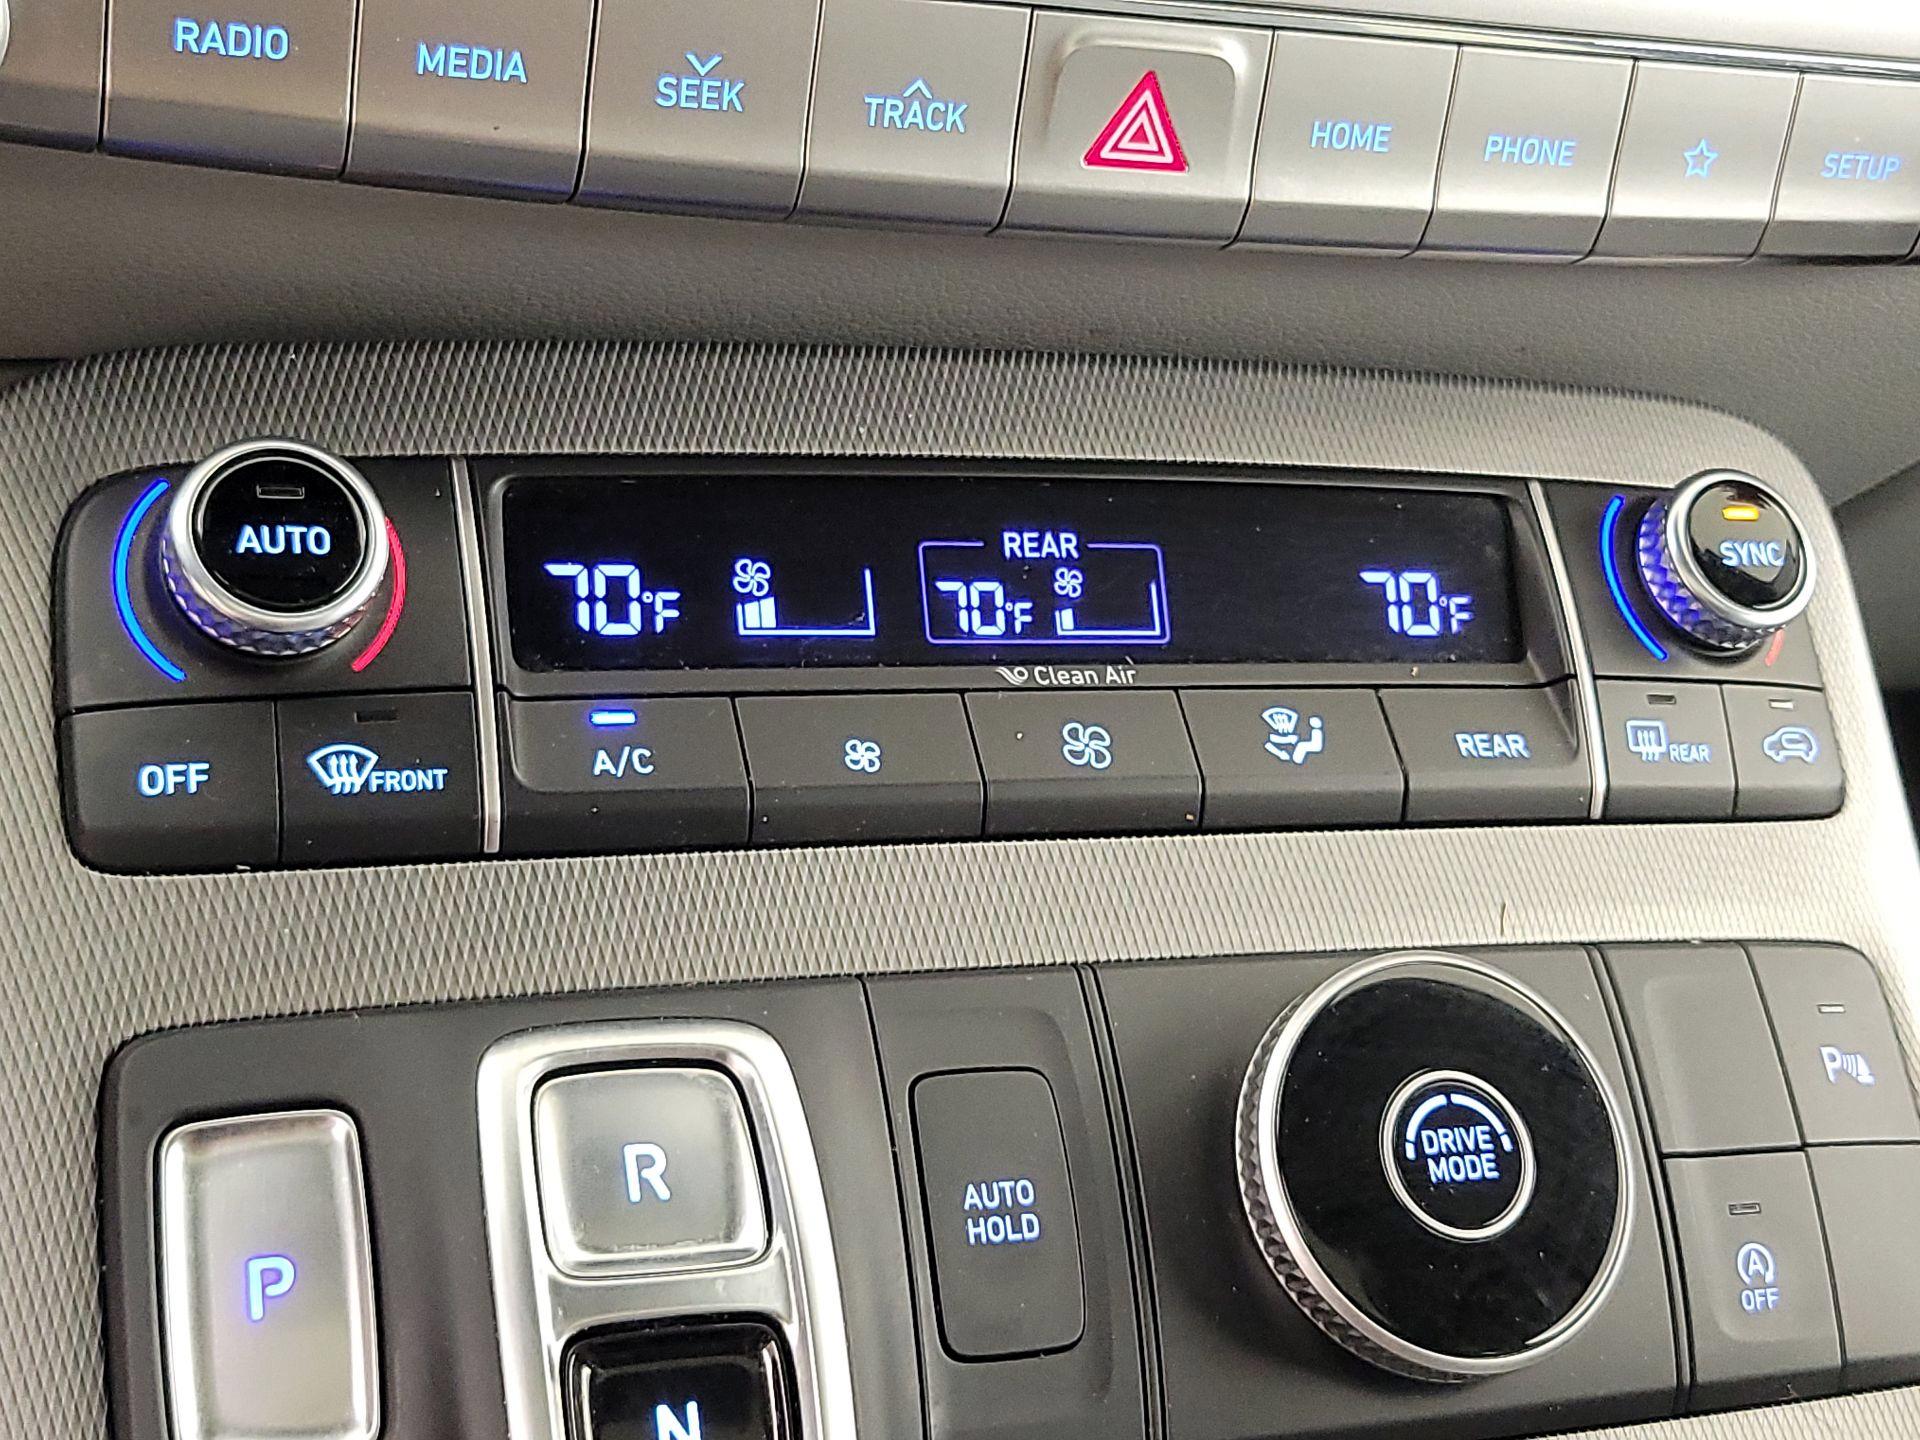 RADIO
MEDIA
SEEK
TRACK
HOME
PHONE
SETUP
AUTO
70°F
REAR
70°F
70°F
SYNC
Clean Air
OFF
FRONT
A/C
REAR
REAR
P
R
N
AUTO
HOLD
DRIVE
MODE
P
A
OFF